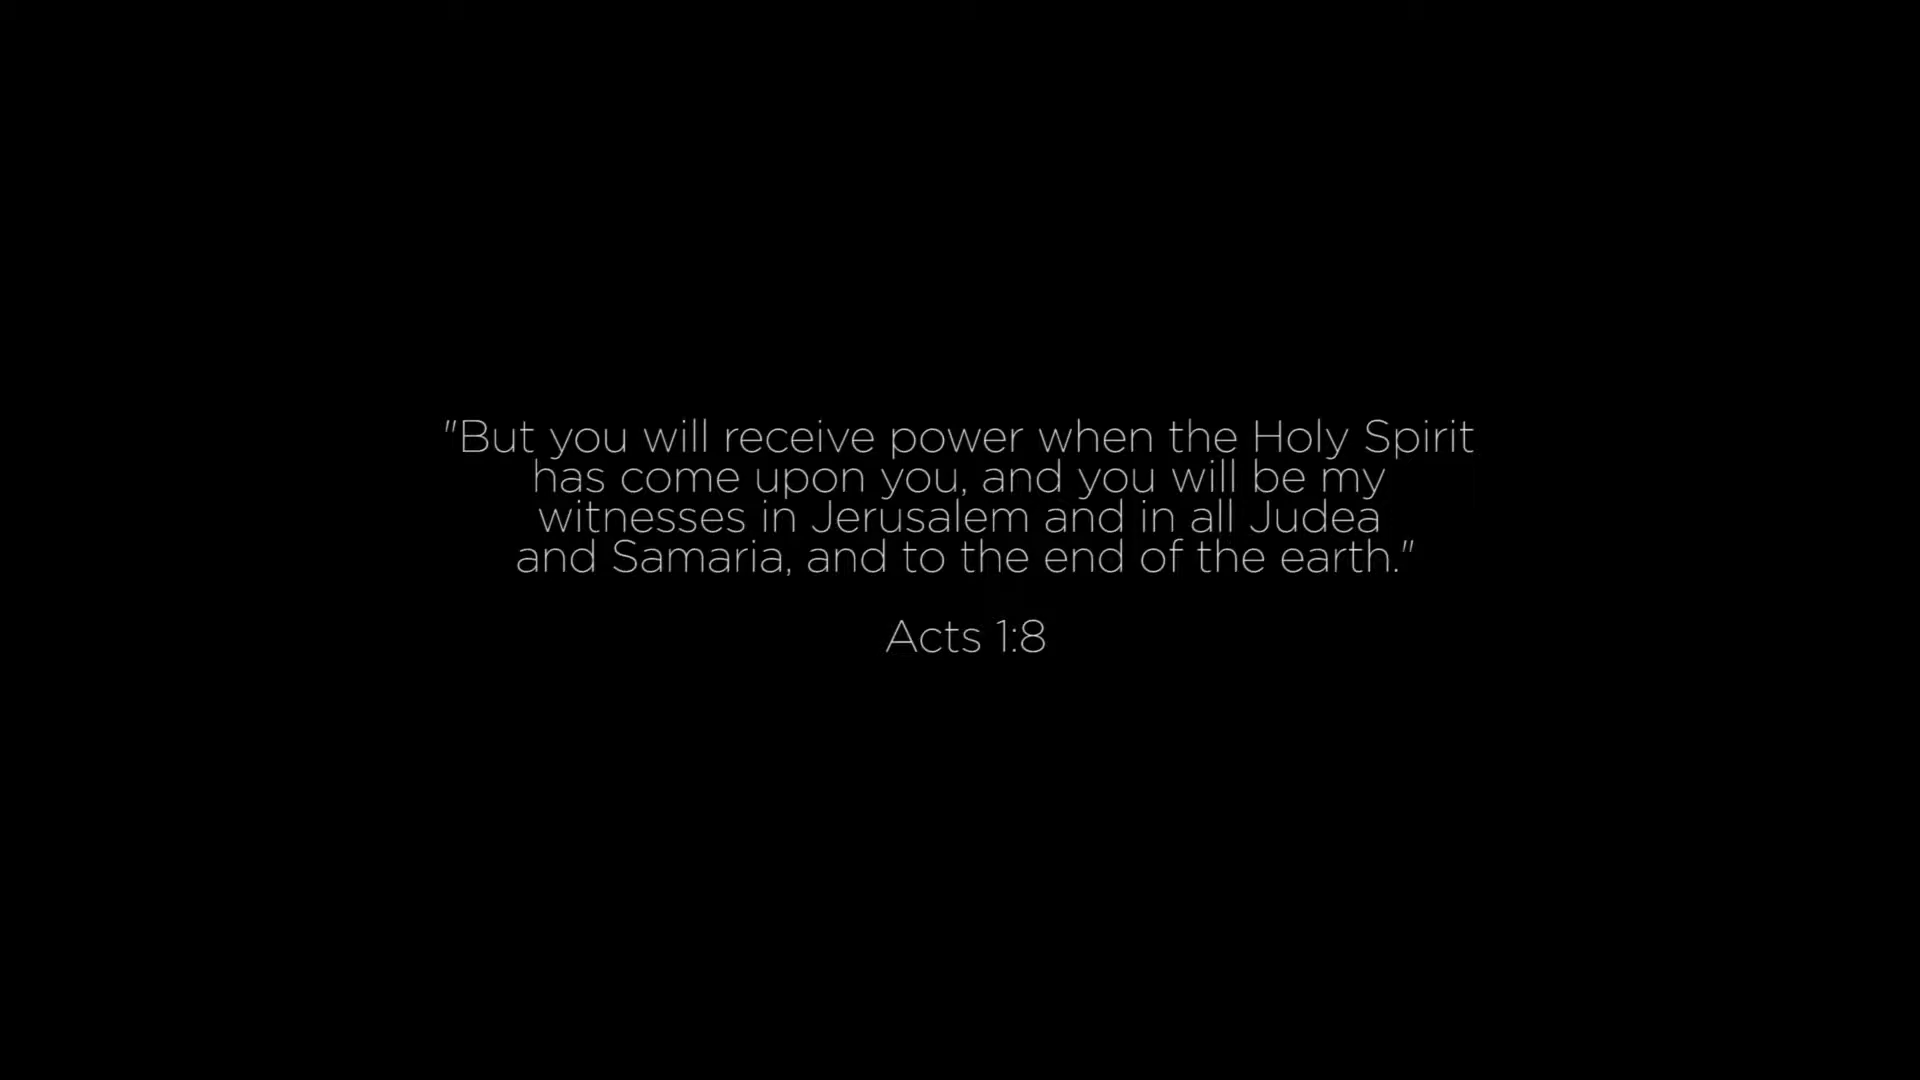 "But you will receive power when the Holy Spirit
has come upon you, and you will be my
witnesses in Jerusalem and in all Judea
and Samaria, and to the end of the earth."
Acts 1:8